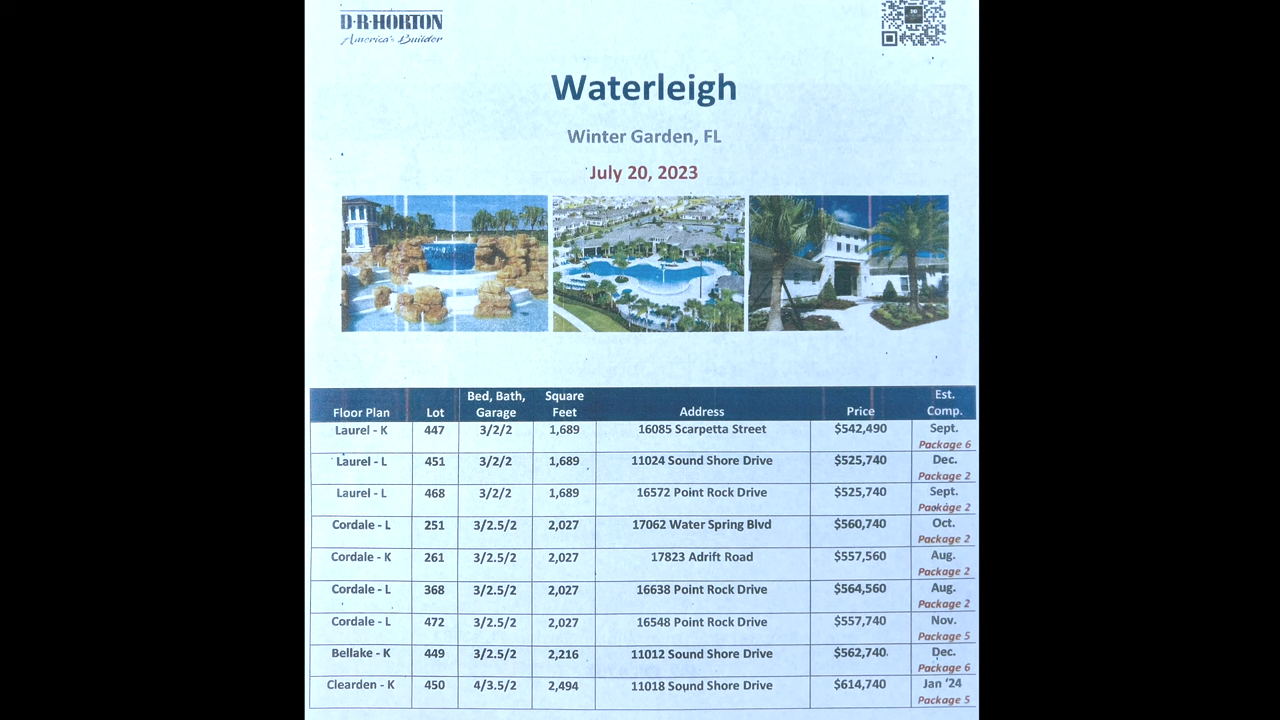 D·R·HORTON
America's Builder
Waterleigh
Winter Garden, FL
July 20, 2023
Floor Plan Lot Bed, Bath, Garage Square Feet Address Price Est. Comp.
Laurel - K 447 3/2/2 1,689 16085 Scarpetta Street $542,490 Sept. Package 6
Laurel - L 451 3/2/2 1,689 11024 Sound Shore Drive $525,740 Dec. Package 2
Laurel - L 468 3/2/2 1,689 16572 Point Rock Drive $525,740 Sept. Package 2
Cordale - L 251 3/2.5/2 2,027 17062 Water Spring Blvd $560,740 Oct. Package 2
Cordale - K 261 3/2.5/2 2,027 17823 Adrift Road $557,560 Aug. Package 2
Cordale - L 368 3/2.5/2 2,027 16638 Point Rock Drive $564,560 Aug. Package 2
Cordale - L 472 3/2.5/2 2,027 16548 Point Rock Drive $557,740 Nov. Package 5
Bellake - K 449 3/2.5/2 2,216 11012 Sound Shore Drive $562,740 Dec. Package 6
Clearden - K 450 4/3.5/2 2,494 11018 Sound Shore Drive $614,740 Jan '24 Package 5